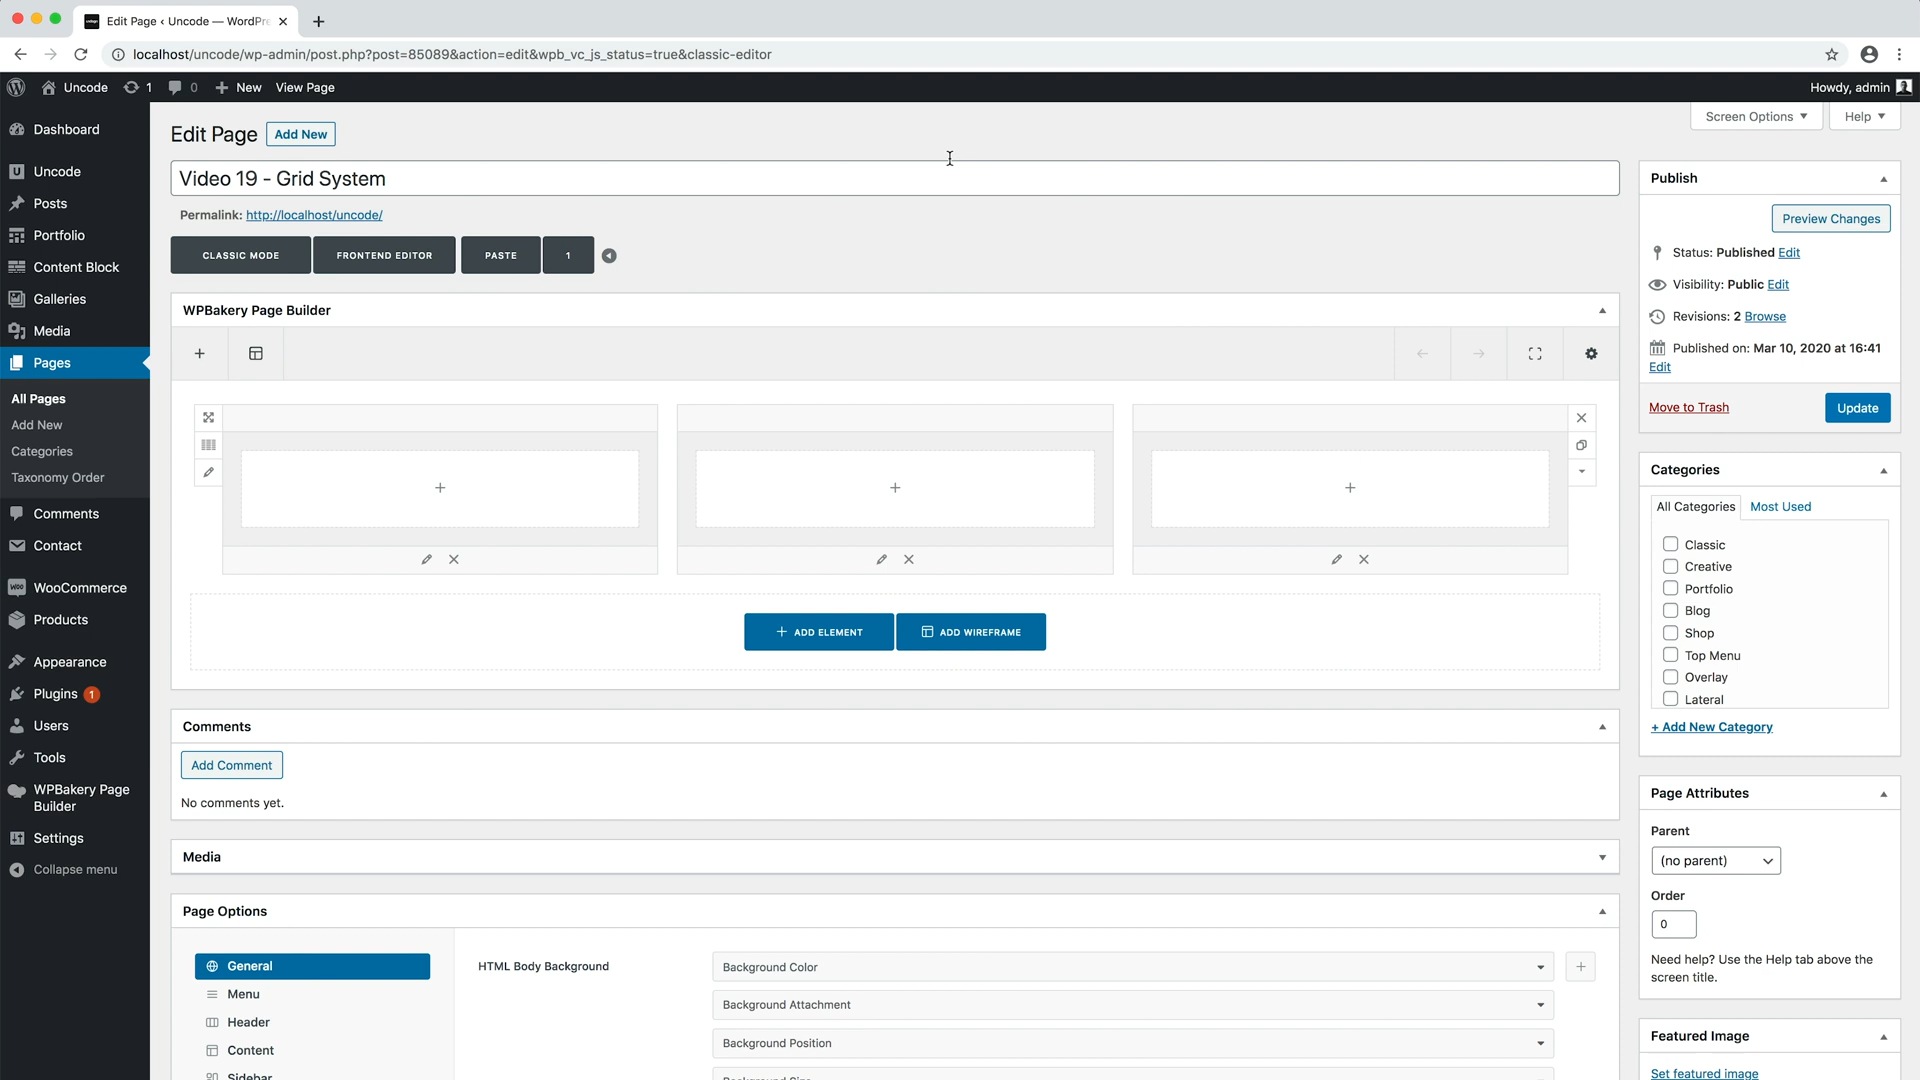 Edit Page ‹ Uncode — WordPre
localhost/uncode/wp-admin/post.php?post=85089&action=edit&wpb_vc_js_status=true&classic-editor
Uncode 1 0 New View Page Howdy, admin
Screen Options Help
Dashboard
Uncode
Posts
Portfolio
Content Block
Galleries
Media
Pages
All Pages
Add New
Categories
Taxonomy Order
Comments
Contact
WooCommerce
Products
Appearance
Plugins 1
Users
Tools
WPBakery Page
Builder
Settings
Collapse menu
Edit Page Add New
Video 19 - Grid System
Permalink: http://localhost/uncode/
CLASSIC MODE FRONTEND EDITOR PASTE 1
WPBakery Page Builder
ADD ELEMENT ADD WIREFRAME
Comments
Add Comment
No comments yet.
Media
Page Options
General
Menu
Header
Content
Sidebar
HTML Body Background
Background Color
Background Attachment
Background Position
Publish
Preview Changes
Status: Published Edit
Visibility: Public Edit
Revisions: 2 Browse
Published on: Mar 10, 2020 at 16:41
Edit
Move to Trash Update
Categories
All Categories Most Used
Classic
Creative
Portfolio
Blog
Shop
Top Menu
Overlay
Lateral
+ Add New Category
Page Attributes
Parent
(no parent)
Order
0
Need help? Use the Help tab above the
screen title.
Featured Image
Set featured image